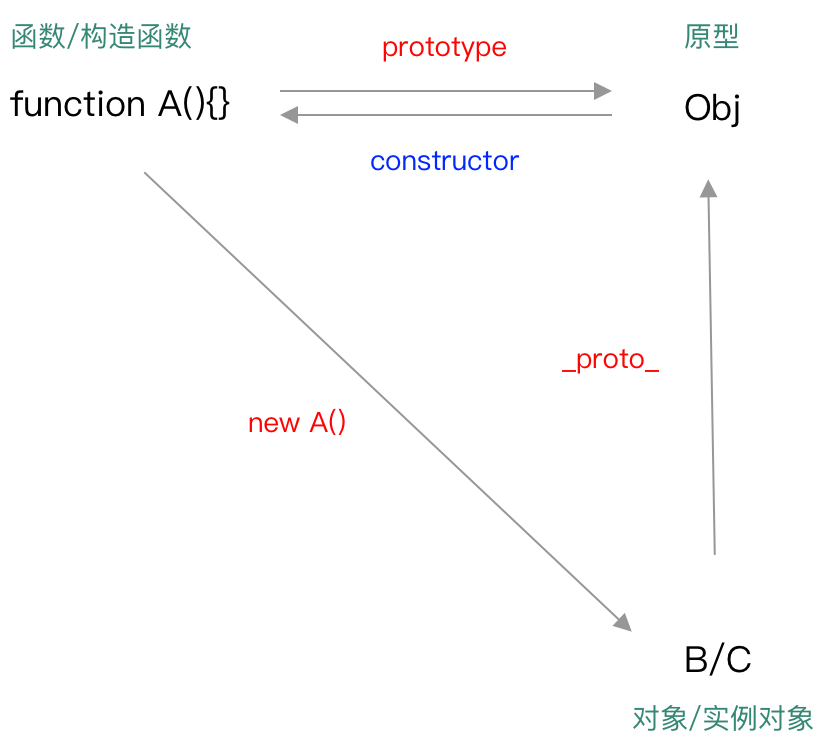 函数/构造函数
prototype
原型
function A(){}
Obj
constructor
_proto_
new A()
B/C
对象/实例对象